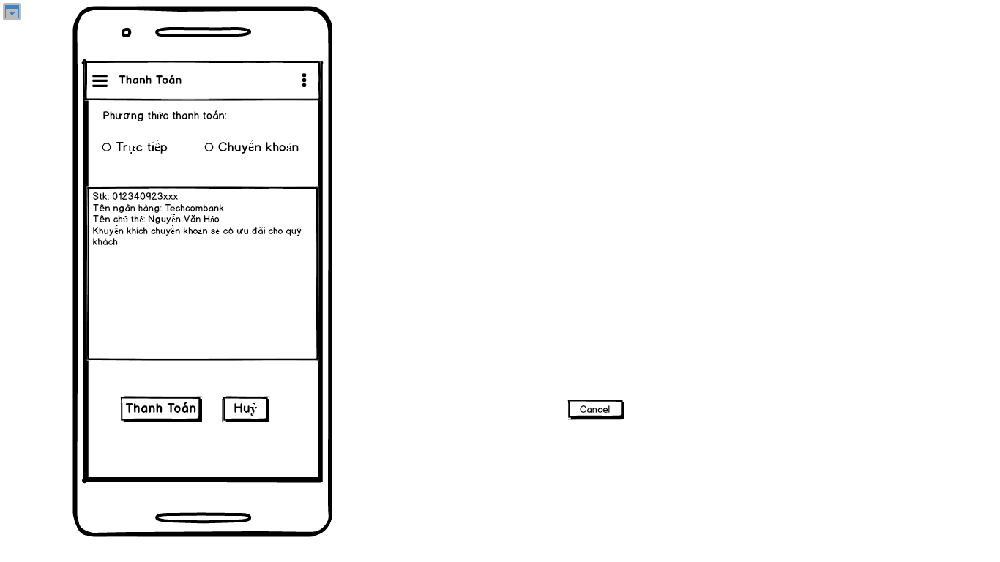 Thanh Toán
Phương thức thanh toán:
Trực tiếp
Chuyển khoản
Stk: 012340923xxx
Tên ngân hàng: Techcombank
Tên chủ thẻ: Nguyễn Văn Hảo
Khuyến khích chuyển khoản sẽ có ưu đãi cho quý
khách
Thanh Toán
Huỷ
Cancel